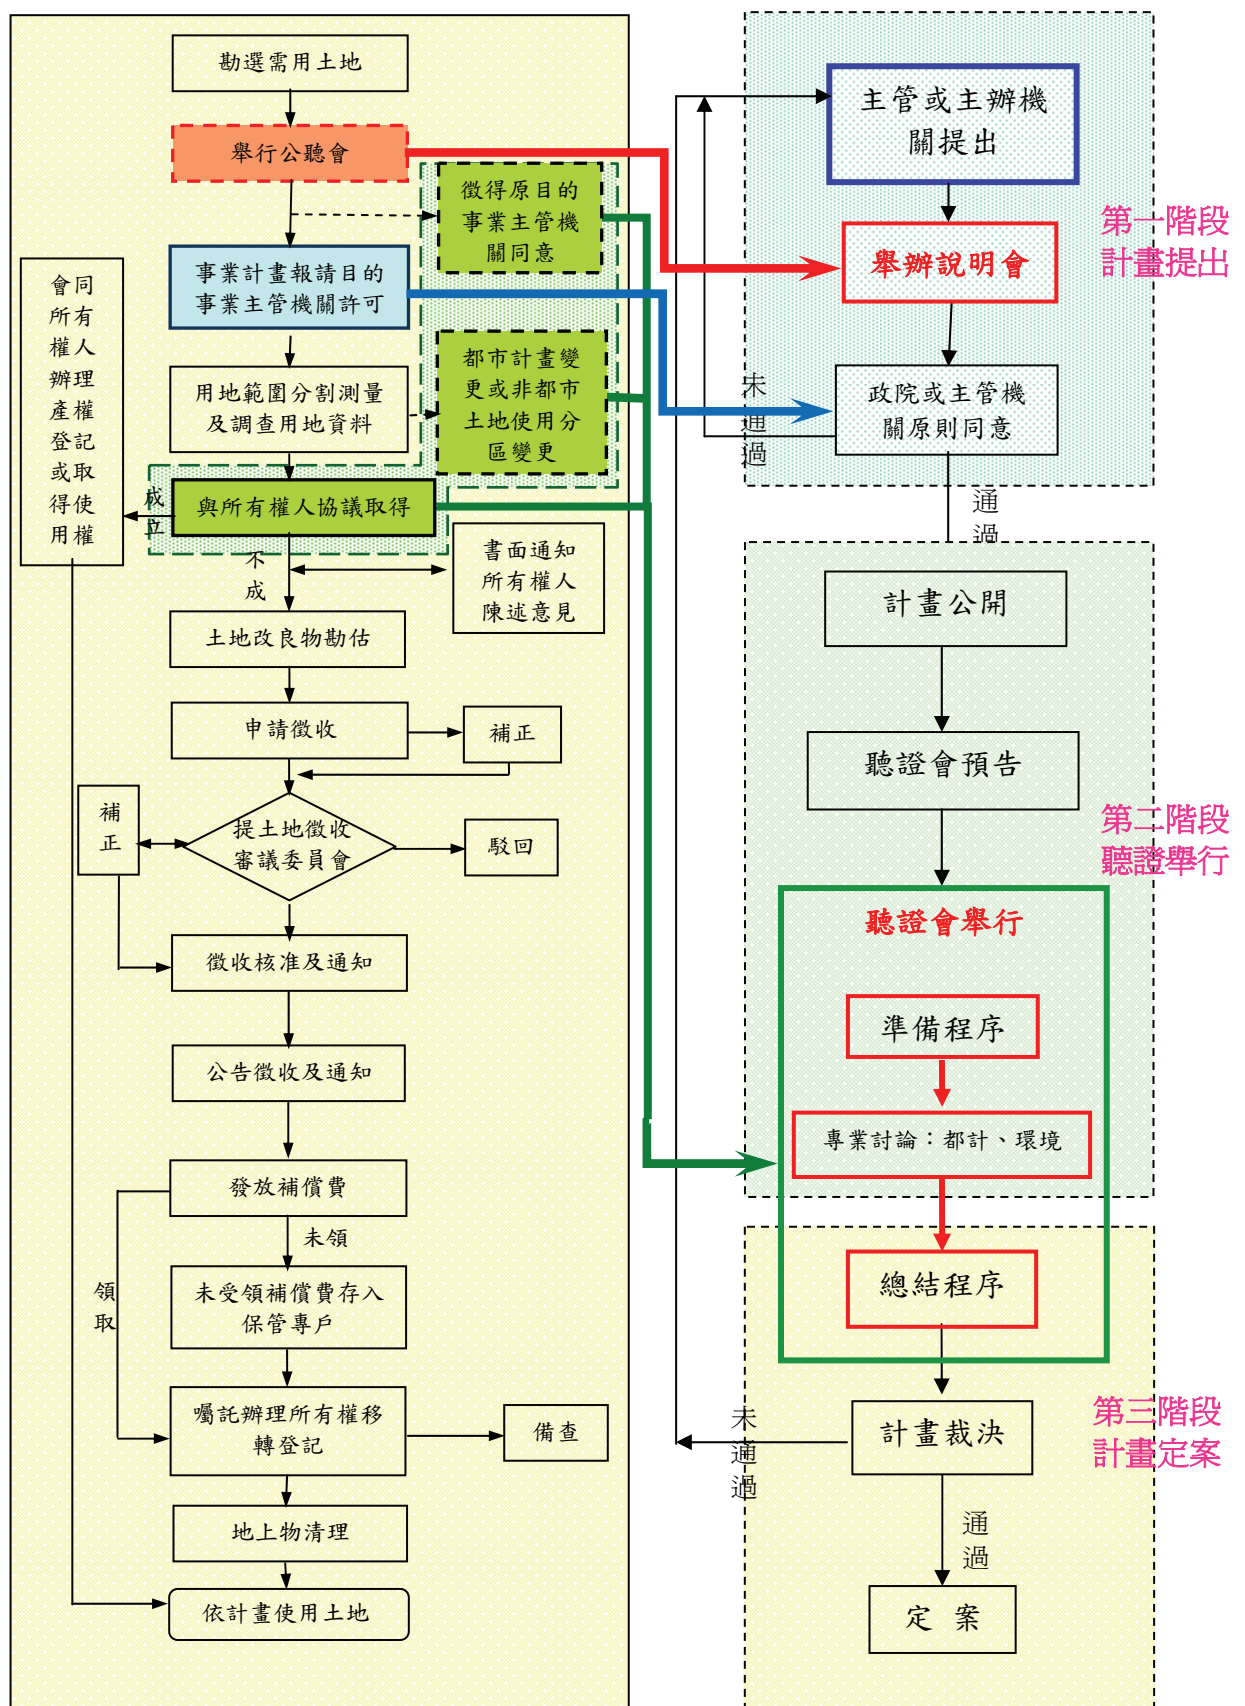 勘選需用土地
舉行公聽會
徵得原目的
事業主管機
關同意
事業計畫報請目的
事業主管機關許可
會同
所有
權人
辦理
產權
登記
或取
得使
用權
都市計畫變
更或非都市
土地使用分
區變更
用地範圍分割測量
及調查用地資料
成
立
與所有權人協議取得
不
成
書面通知
所有權人
陳述意見
土地改良物勘估
申請徵收
補正
補
正
提土地徵收
審議委員會
駁回
徵收核准及通知
公告徵收及通知
發放補償費
未領
領
取
未受領補償費存入
保管專戶
囑託辦理所有權移
轉登記
備查
地上物清理
依計畫使用土地
主管或主辦機
關提出
第一階段
計畫提出
舉辦說明會
未
通
過
政院或主管機
關原則同意
通
過
計畫公開
聽證會預告
第二階段
聽證舉行
聽證會舉行
準備程序
專業討論：都計、環境
總結程序
第三階段
計畫定案
未
通
過
計畫裁決
通
過
定 案